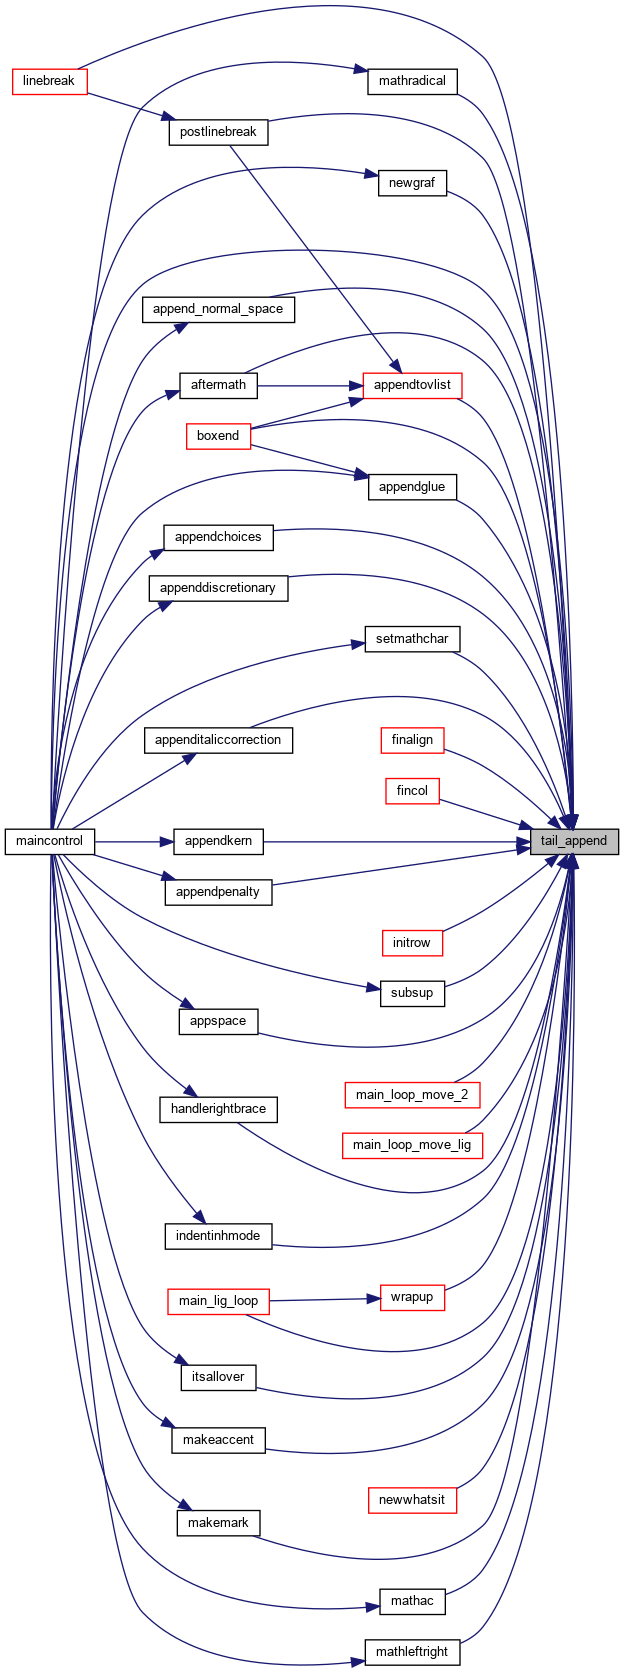 linebreak
mathradical
postlinebreak
newgraf
append_normal_space
aftermath
appendtovlist
boxend
appendglue
appendchoices
appenddiscretionary
setmathchar
appenditaliccorrection
finalign
fincol
maincontrol
appendkern
tail_append
appendpenalty
initrow
subsup
appspace
main_loop_move_2
handlerightbrace
main_loop_move_lig
indentinhmode
main_lig_loop
wrapup
itsallover
makeaccent
newwhatsit
makemark
mathac
mathleftright